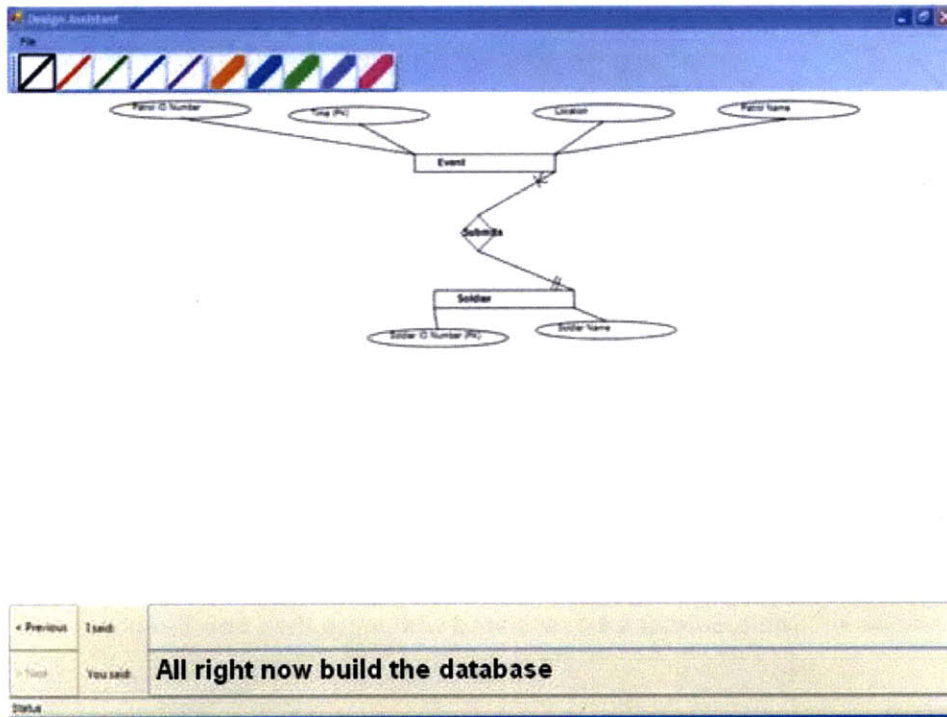 Design Assistant
File
Patrol ID Number
Time (PK)
Location
Patrol Name
Event
Submits
Soldier
Soldier ID Number (PK)
Soldier Name
< Previous
I said:
> Next
You said:
All right now build the database
Status